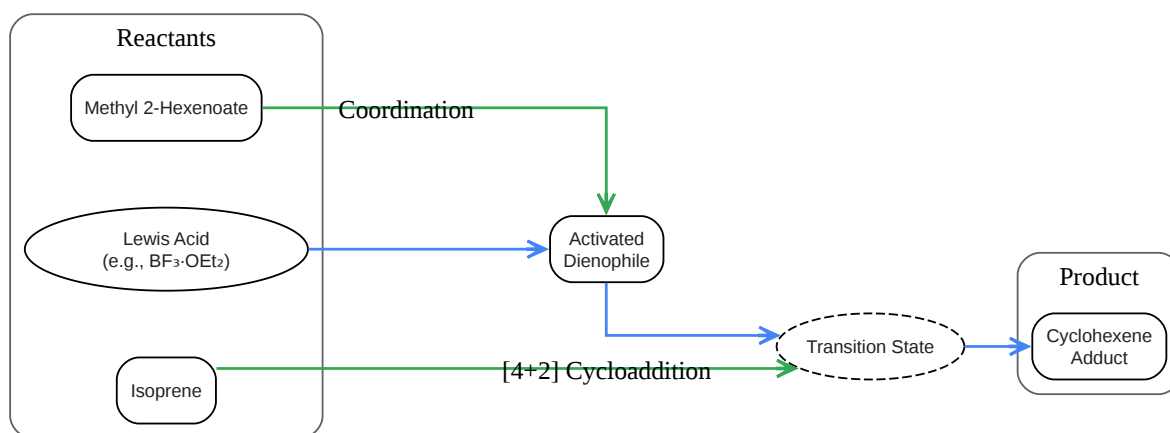 Reactants
Methyl 2-Hexenoate
Coordination
Lewis Acid
(e.g., BF₃·OEt₂)
Activated
Dienophile
Isoprene
[4+2] Cycloaddition
Transition State
Product
Cyclohexene
Adduct